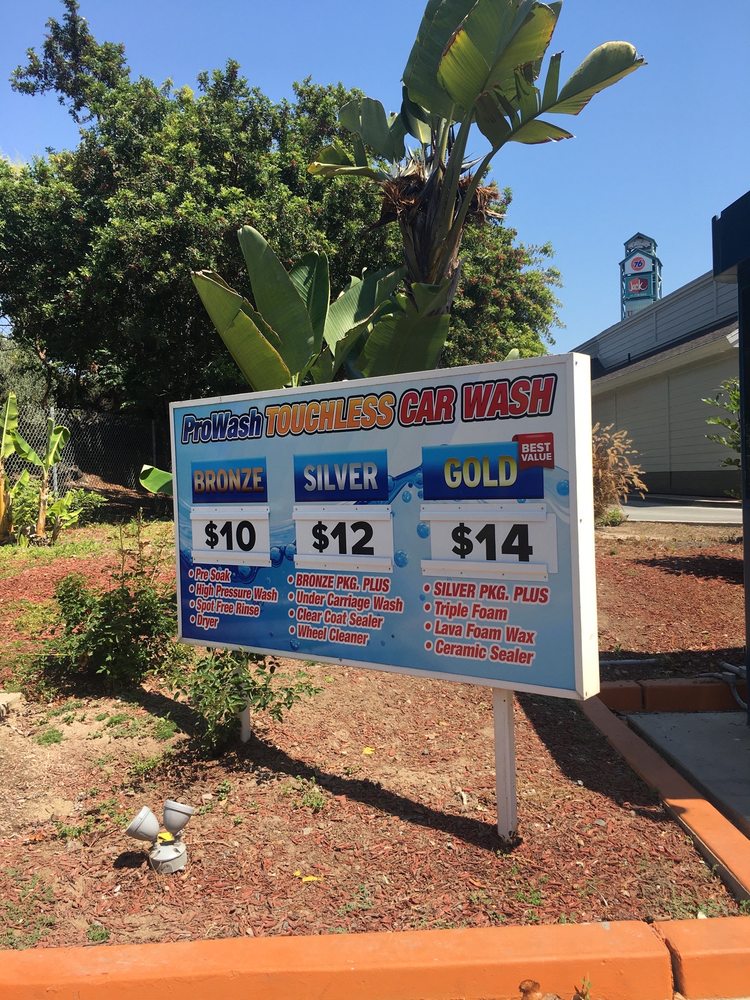 76
Jack
ProWash TOUCHLESS CAR WASH
BRONZE
$10
• Pre Soak
• High Pressure Wash
• Spot Free Rinse
• Dryer
SILVER
$12
• BRONZE PKG. PLUS
• Under Carriage Wash
• Clear Coat Sealer
• Wheel Cleaner
BEST
VALUE
GOLD
$14
• SILVER PKG. PLUS
• Triple Foam
• Lava Foam Wax
• Ceramic Sealer